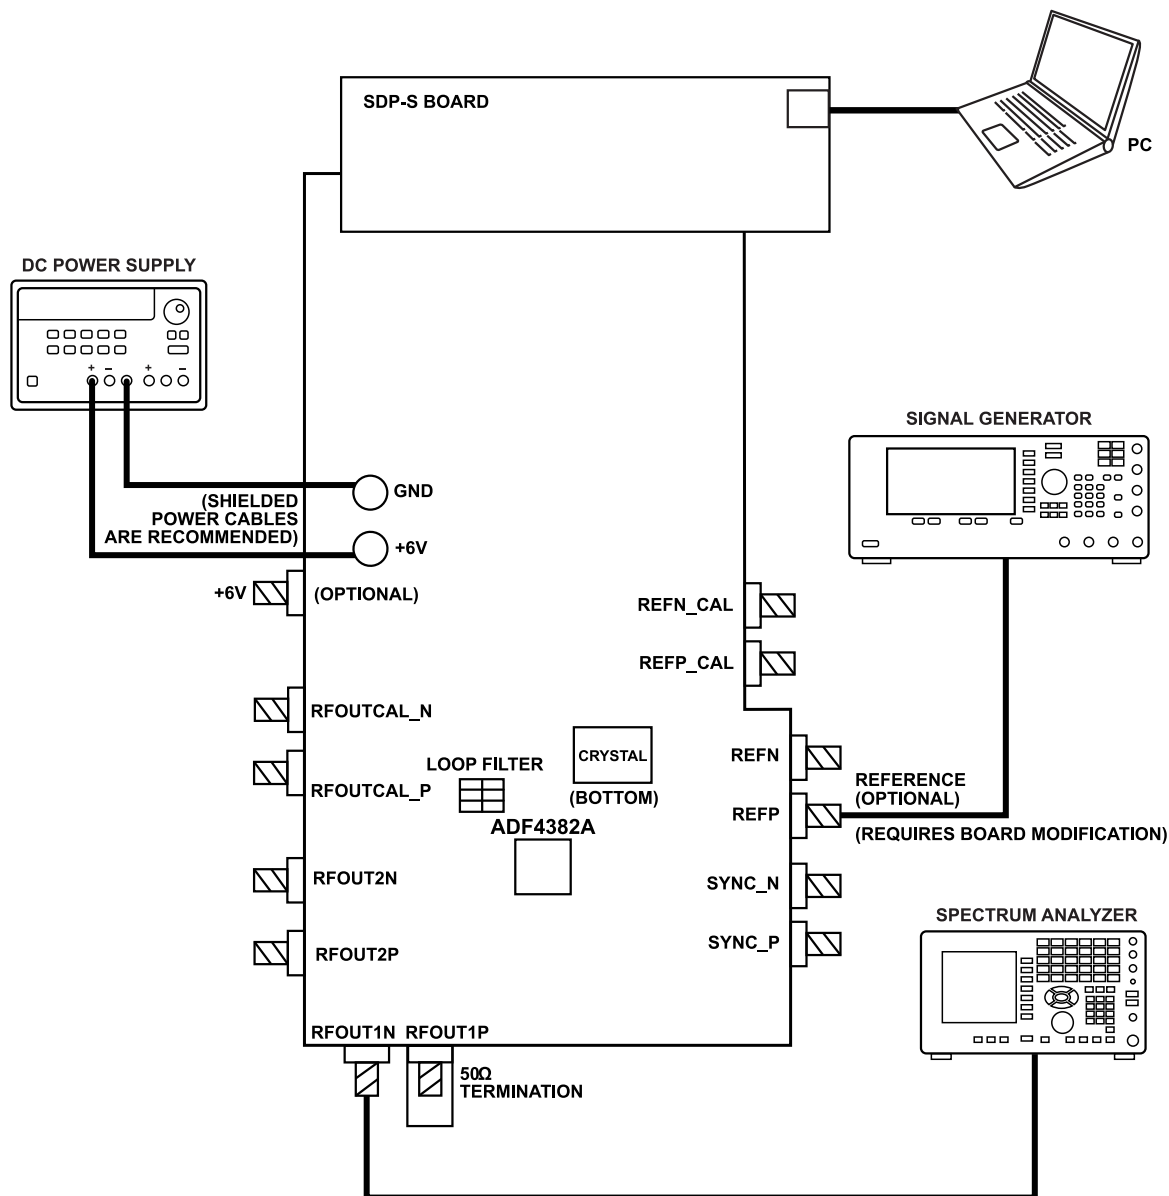 SDP-S BOARD
PC
DC POWER SUPPLY
+ − + −
SIGNAL GENERATOR
GND
(SHIELDED
POWER CABLES
ARE RECOMMENDED)
+6V
+6V
(OPTIONAL)
REFN_CAL
REFP_CAL
RFOUTCAL_N
RFOUTCAL_P
LOOP FILTER
CRYSTAL
(BOTTOM)
ADF4382A
REFN
REFP
REFERENCE
(OPTIONAL)
(REQUIRES BOARD MODIFICATION)
RFOUT2N
RFOUT2P
SYNC_N
SYNC_P
SPECTRUM ANALYZER
RFOUT1N
RFOUT1P
50Ω
TERMINATION